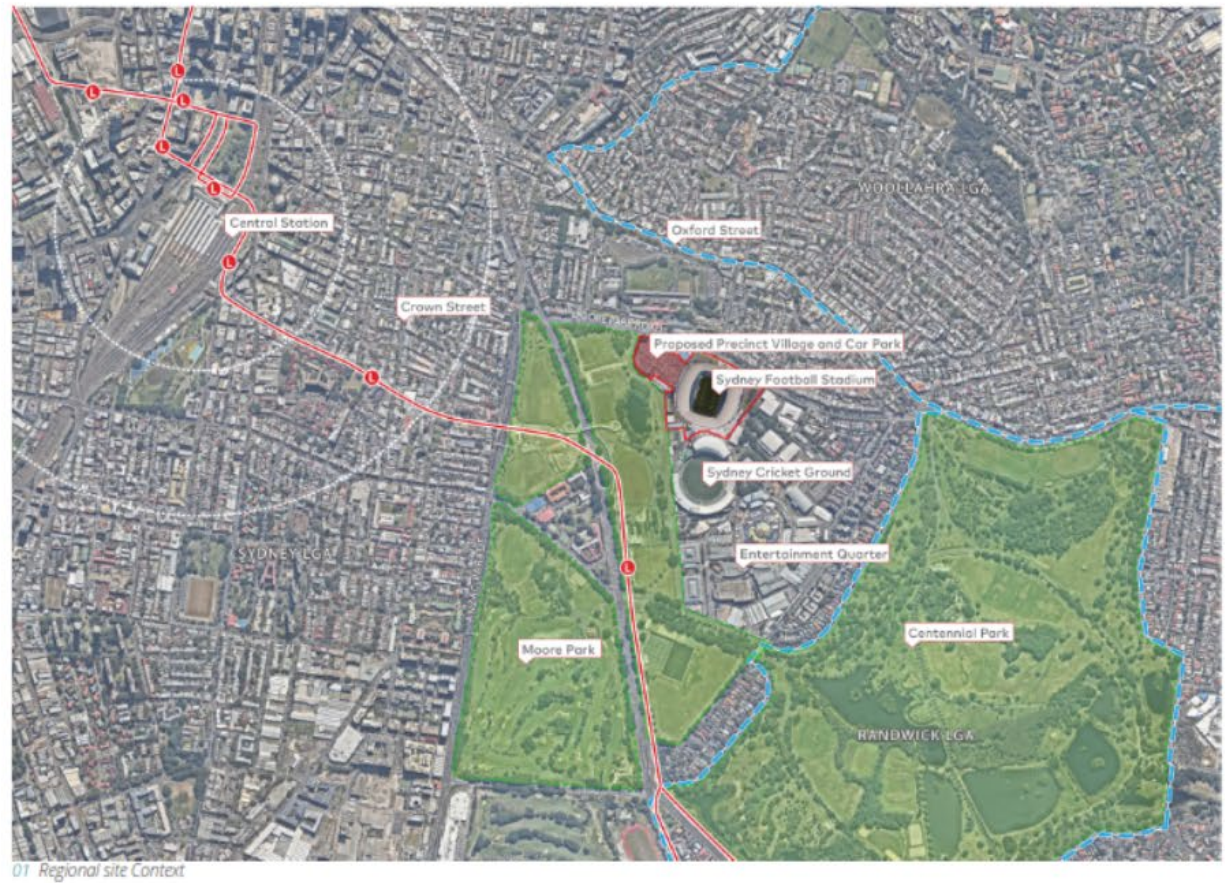 L
L
L
L
L
Central Station
L
Crown Street
L
Oxford Street
WOOLLAHRA LGA
Proposed Precinct Village and Car Park
Sydney Football Stadium
Sydney Cricket Ground
Entertainment Quarter
SYDNEY LGA
L
Moore Park
Centennial Park
RANDWICK LGA
01 Regional site Context